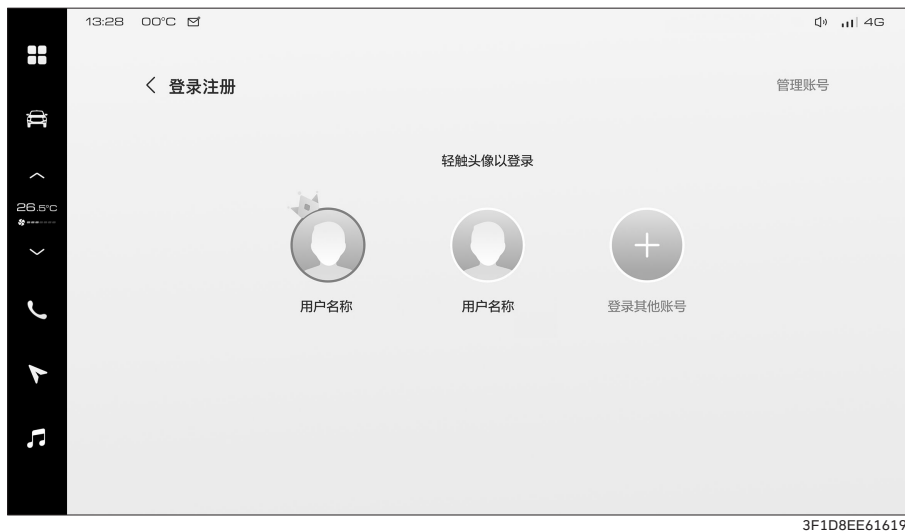 13:28 00°C 4G
登录注册 管理账号
轻触头像以登录
26.5°C
用户名称 用户名称 登录其他账号
3F1D8EE61619